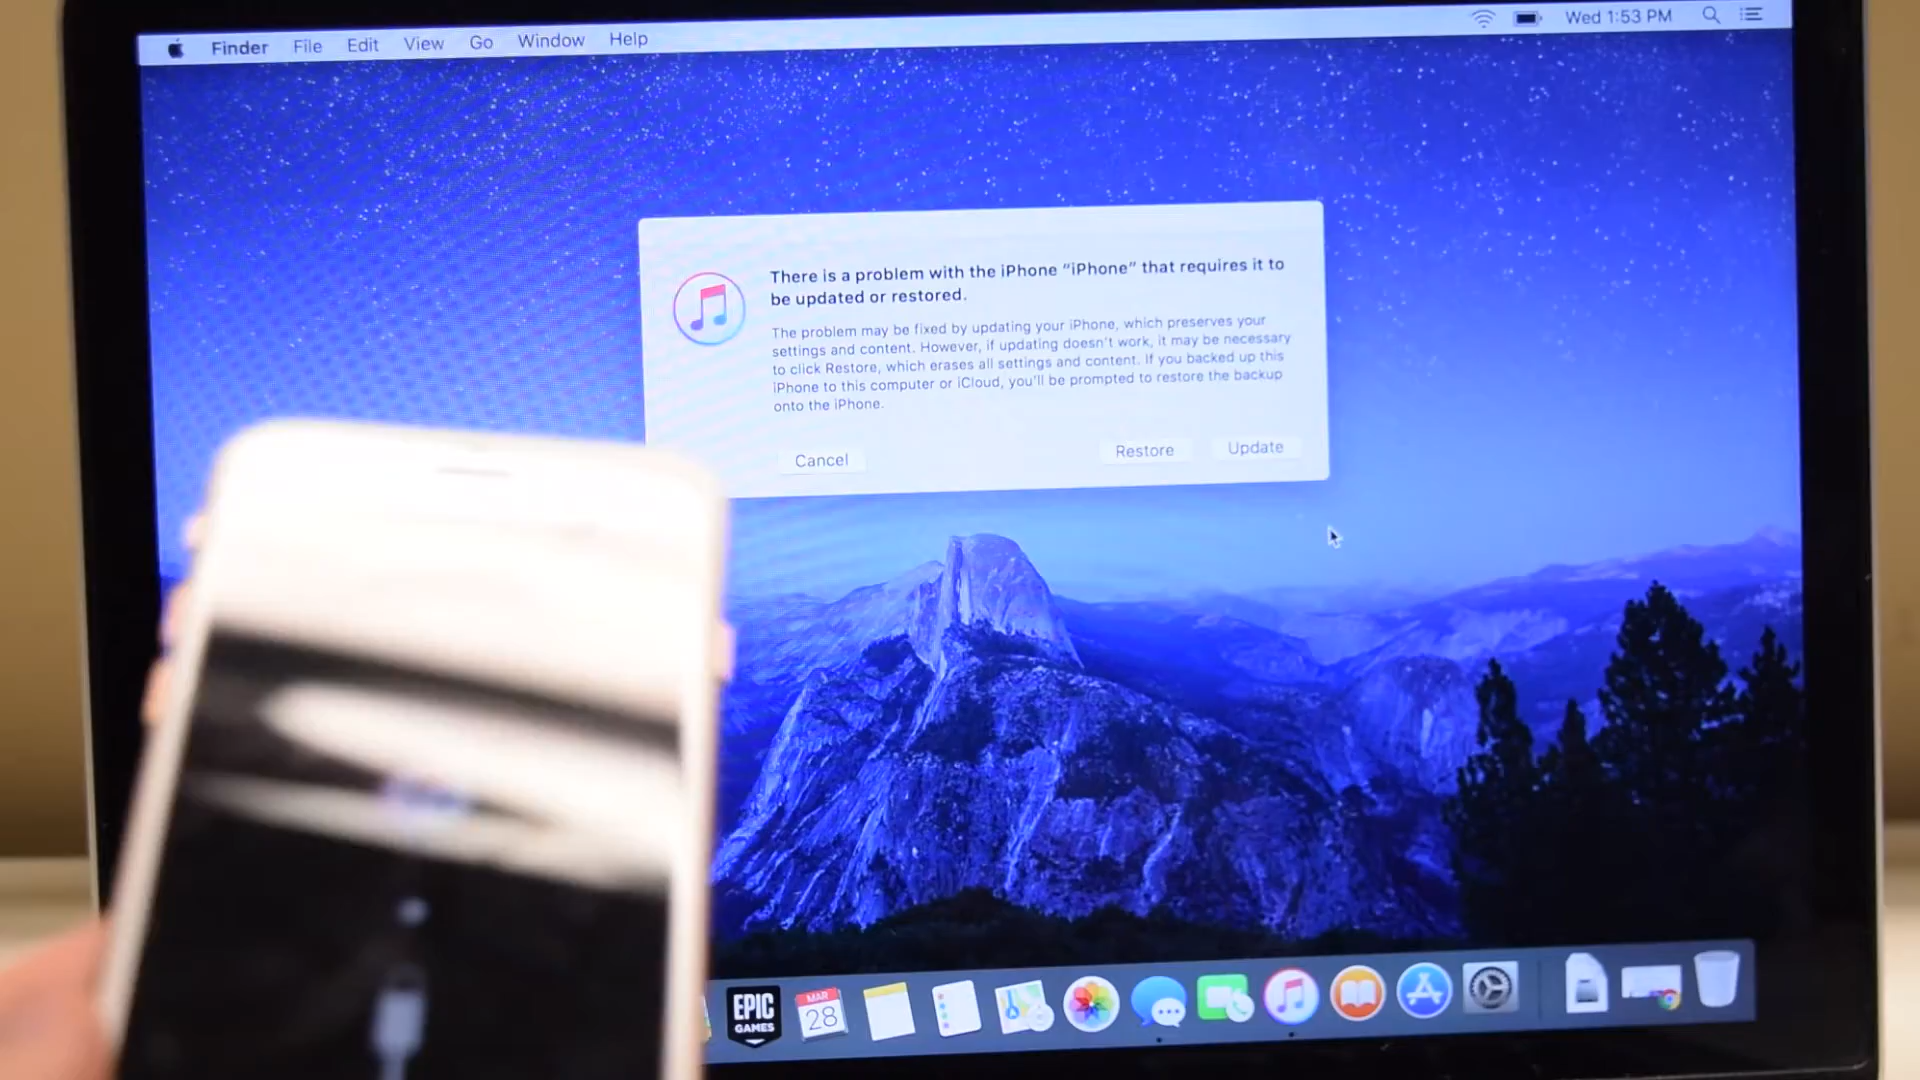 Finder File Edit View Go Window Help
Wed 1:53 PM
There is a problem with the iPhone “iPhone” that requires it to
be updated or restored.
The problem may be fixed by updating your iPhone, which preserves your
settings and content. However, if updating doesn't work, it may be necessary
to click Restore, which erases all settings and content. If you backed up this
iPhone to this computer or iCloud, you'll be prompted to restore the backup
onto the iPhone.
Cancel
Restore
Update
EPIC
GAMES
MAR
28